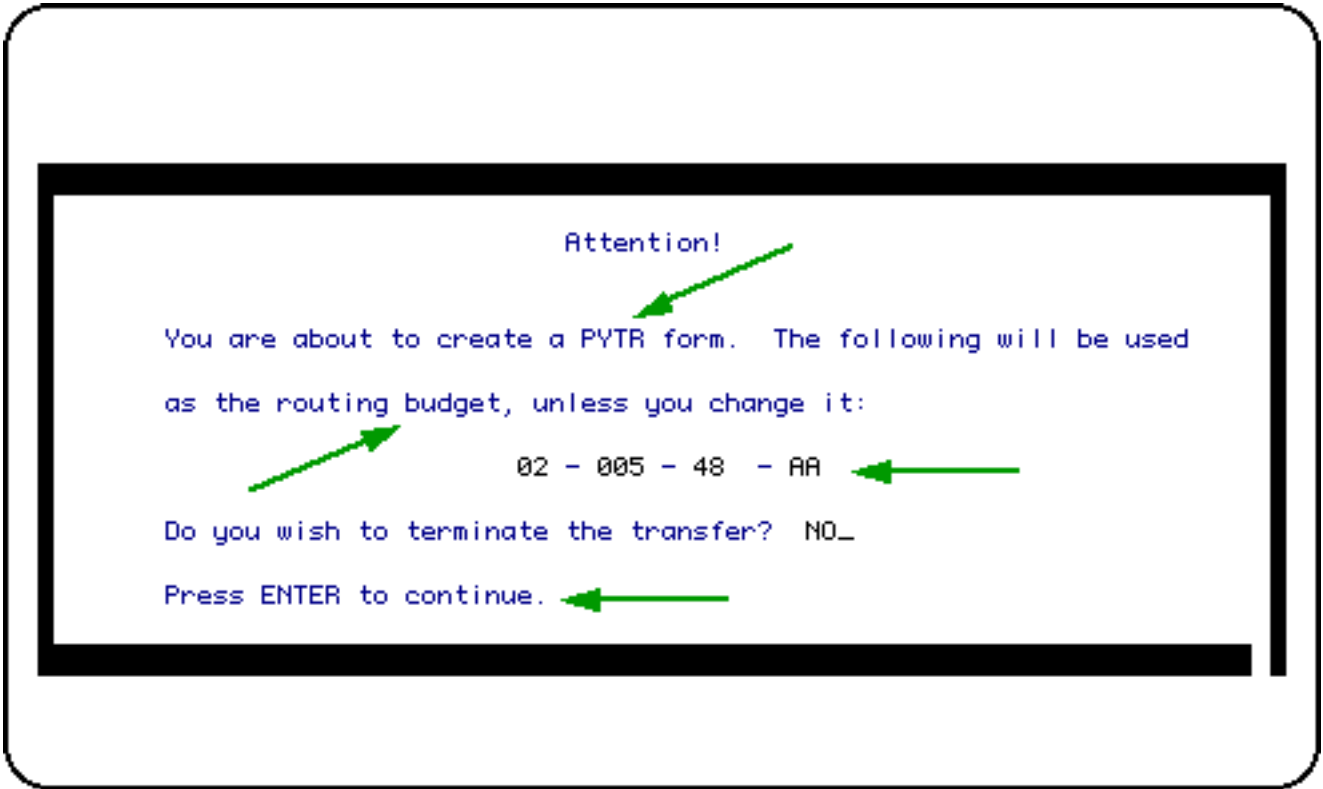 Attention!
You are about to create a PYTR form. The following will be used
as the routing budget, unless you change it:
02 - 005 - 48 - AA
Do you wish to terminate the transfer? NO_
Press ENTER to continue.